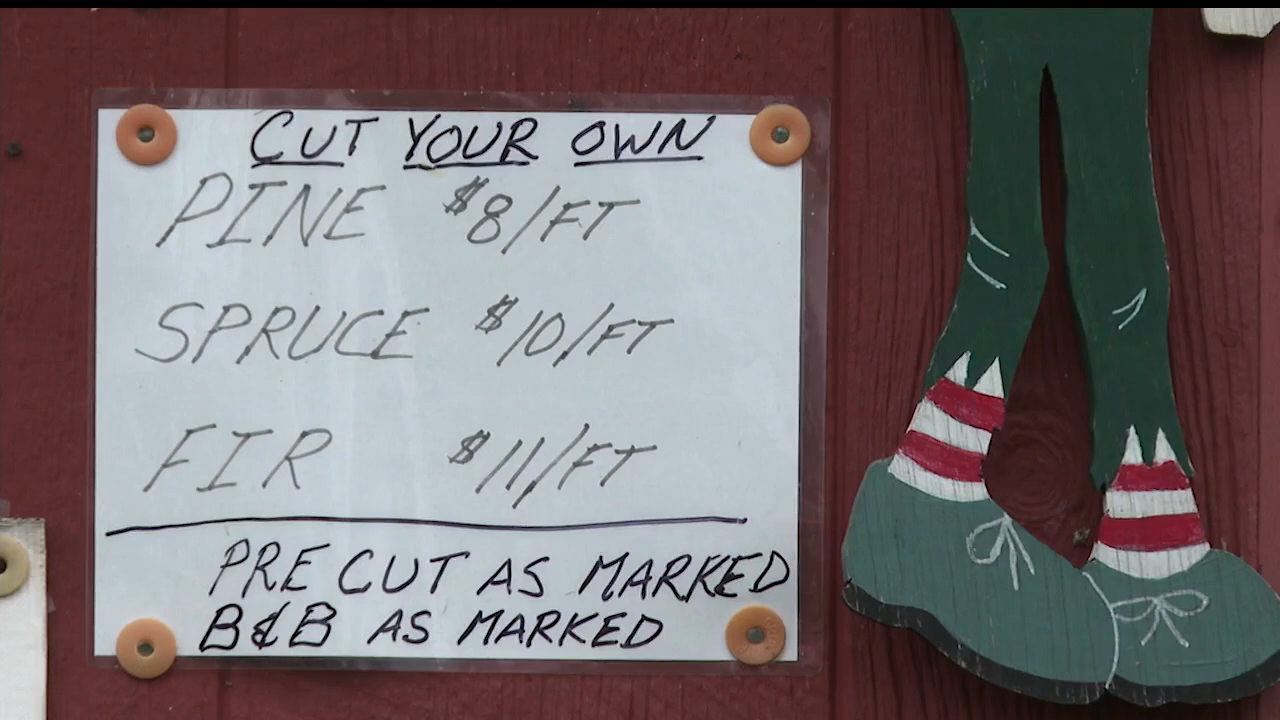 CUT YOUR OWN
PINE $8/FT
SPRUCE $10/FT
FIR $11/FT
PRE CUT AS MARKED
B&B AS MARKED